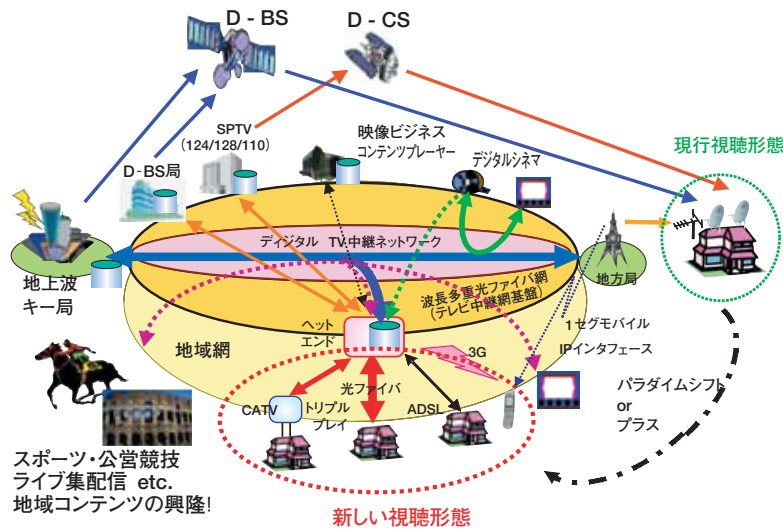 D - BS
D - CS
SPTV
(124/128/110)
映像ビジネス
コンテンツプレーヤー
デジタルシネマ
現行視聴形態
D-BS局
ディジタル TV-中継ネットワーク
地上波
キー局
地方局
波長多重光ファイバ網
(テレビ中継網基盤)
ヘット
エンド
地域網
1セグモバイル
IPインタフェース
3G
光ファイバ
CATV
トリプル
プレイ
ADSL
パラダイムシフト
or
プラス
スポーツ・公営競技
ライブ集配信 etc.
地域コンテンツの興隆!
新しい視聴形態